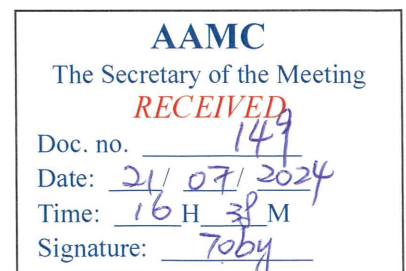 AAMC
The Secretary of the Meeting
RECEIVED
Doc. no. 149
Date: 21/ 07/ 2024
Time: 16 H 38 M
Signature: Toby